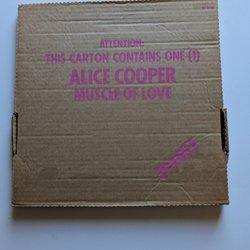 ATTENTION:
THIS CARTON CONTAINS ONE (1)
ALICE COOPER
MUSCLE OF LOVE